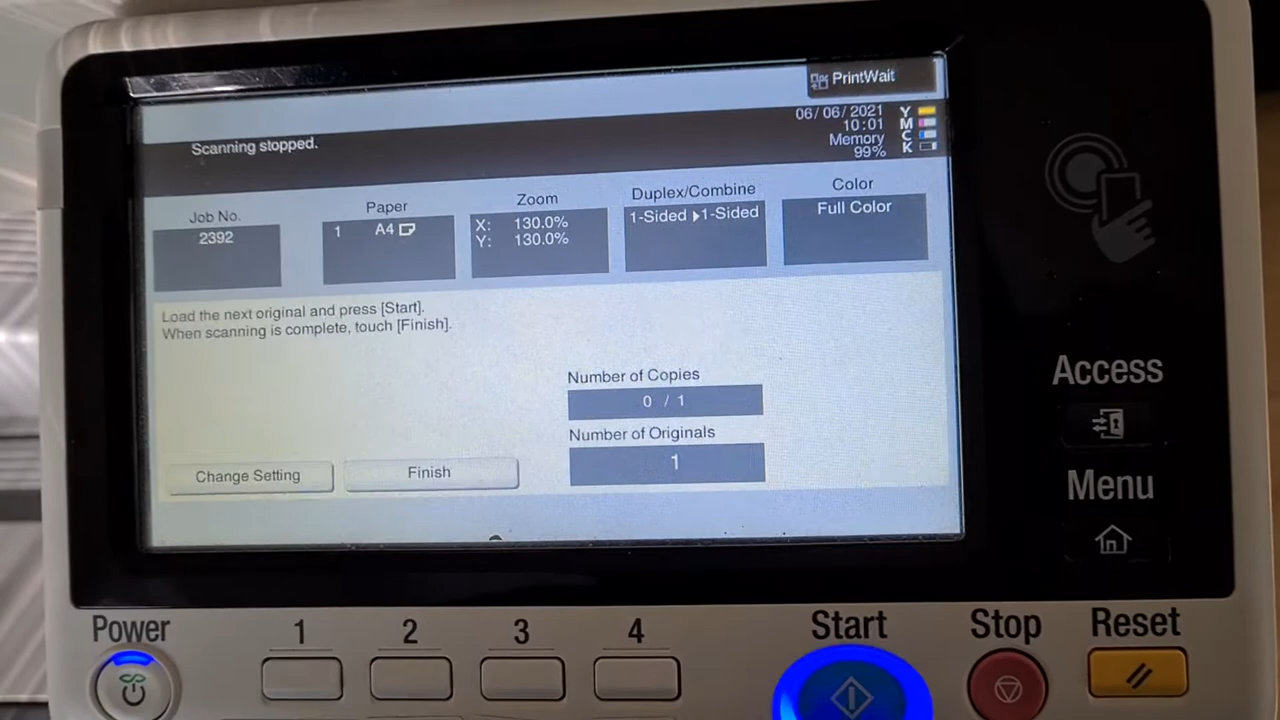 PrintWait
06/06/2021
10:01
Memory
99%
Y
M
C
K
Scanning stopped.
Job No.
2392
Paper
1 A4
Zoom
X: 130.0%
Y: 130.0%
Duplex/Combine
1-Sided ▶1-Sided
Color
Full Color
Load the next original and press [Start].
When scanning is complete, touch [Finish].
Number of Copies
0 / 1
Number of Originals
1
Change Setting
Finish
Access
Menu
Power
1
2
3
4
Start
Stop
Reset